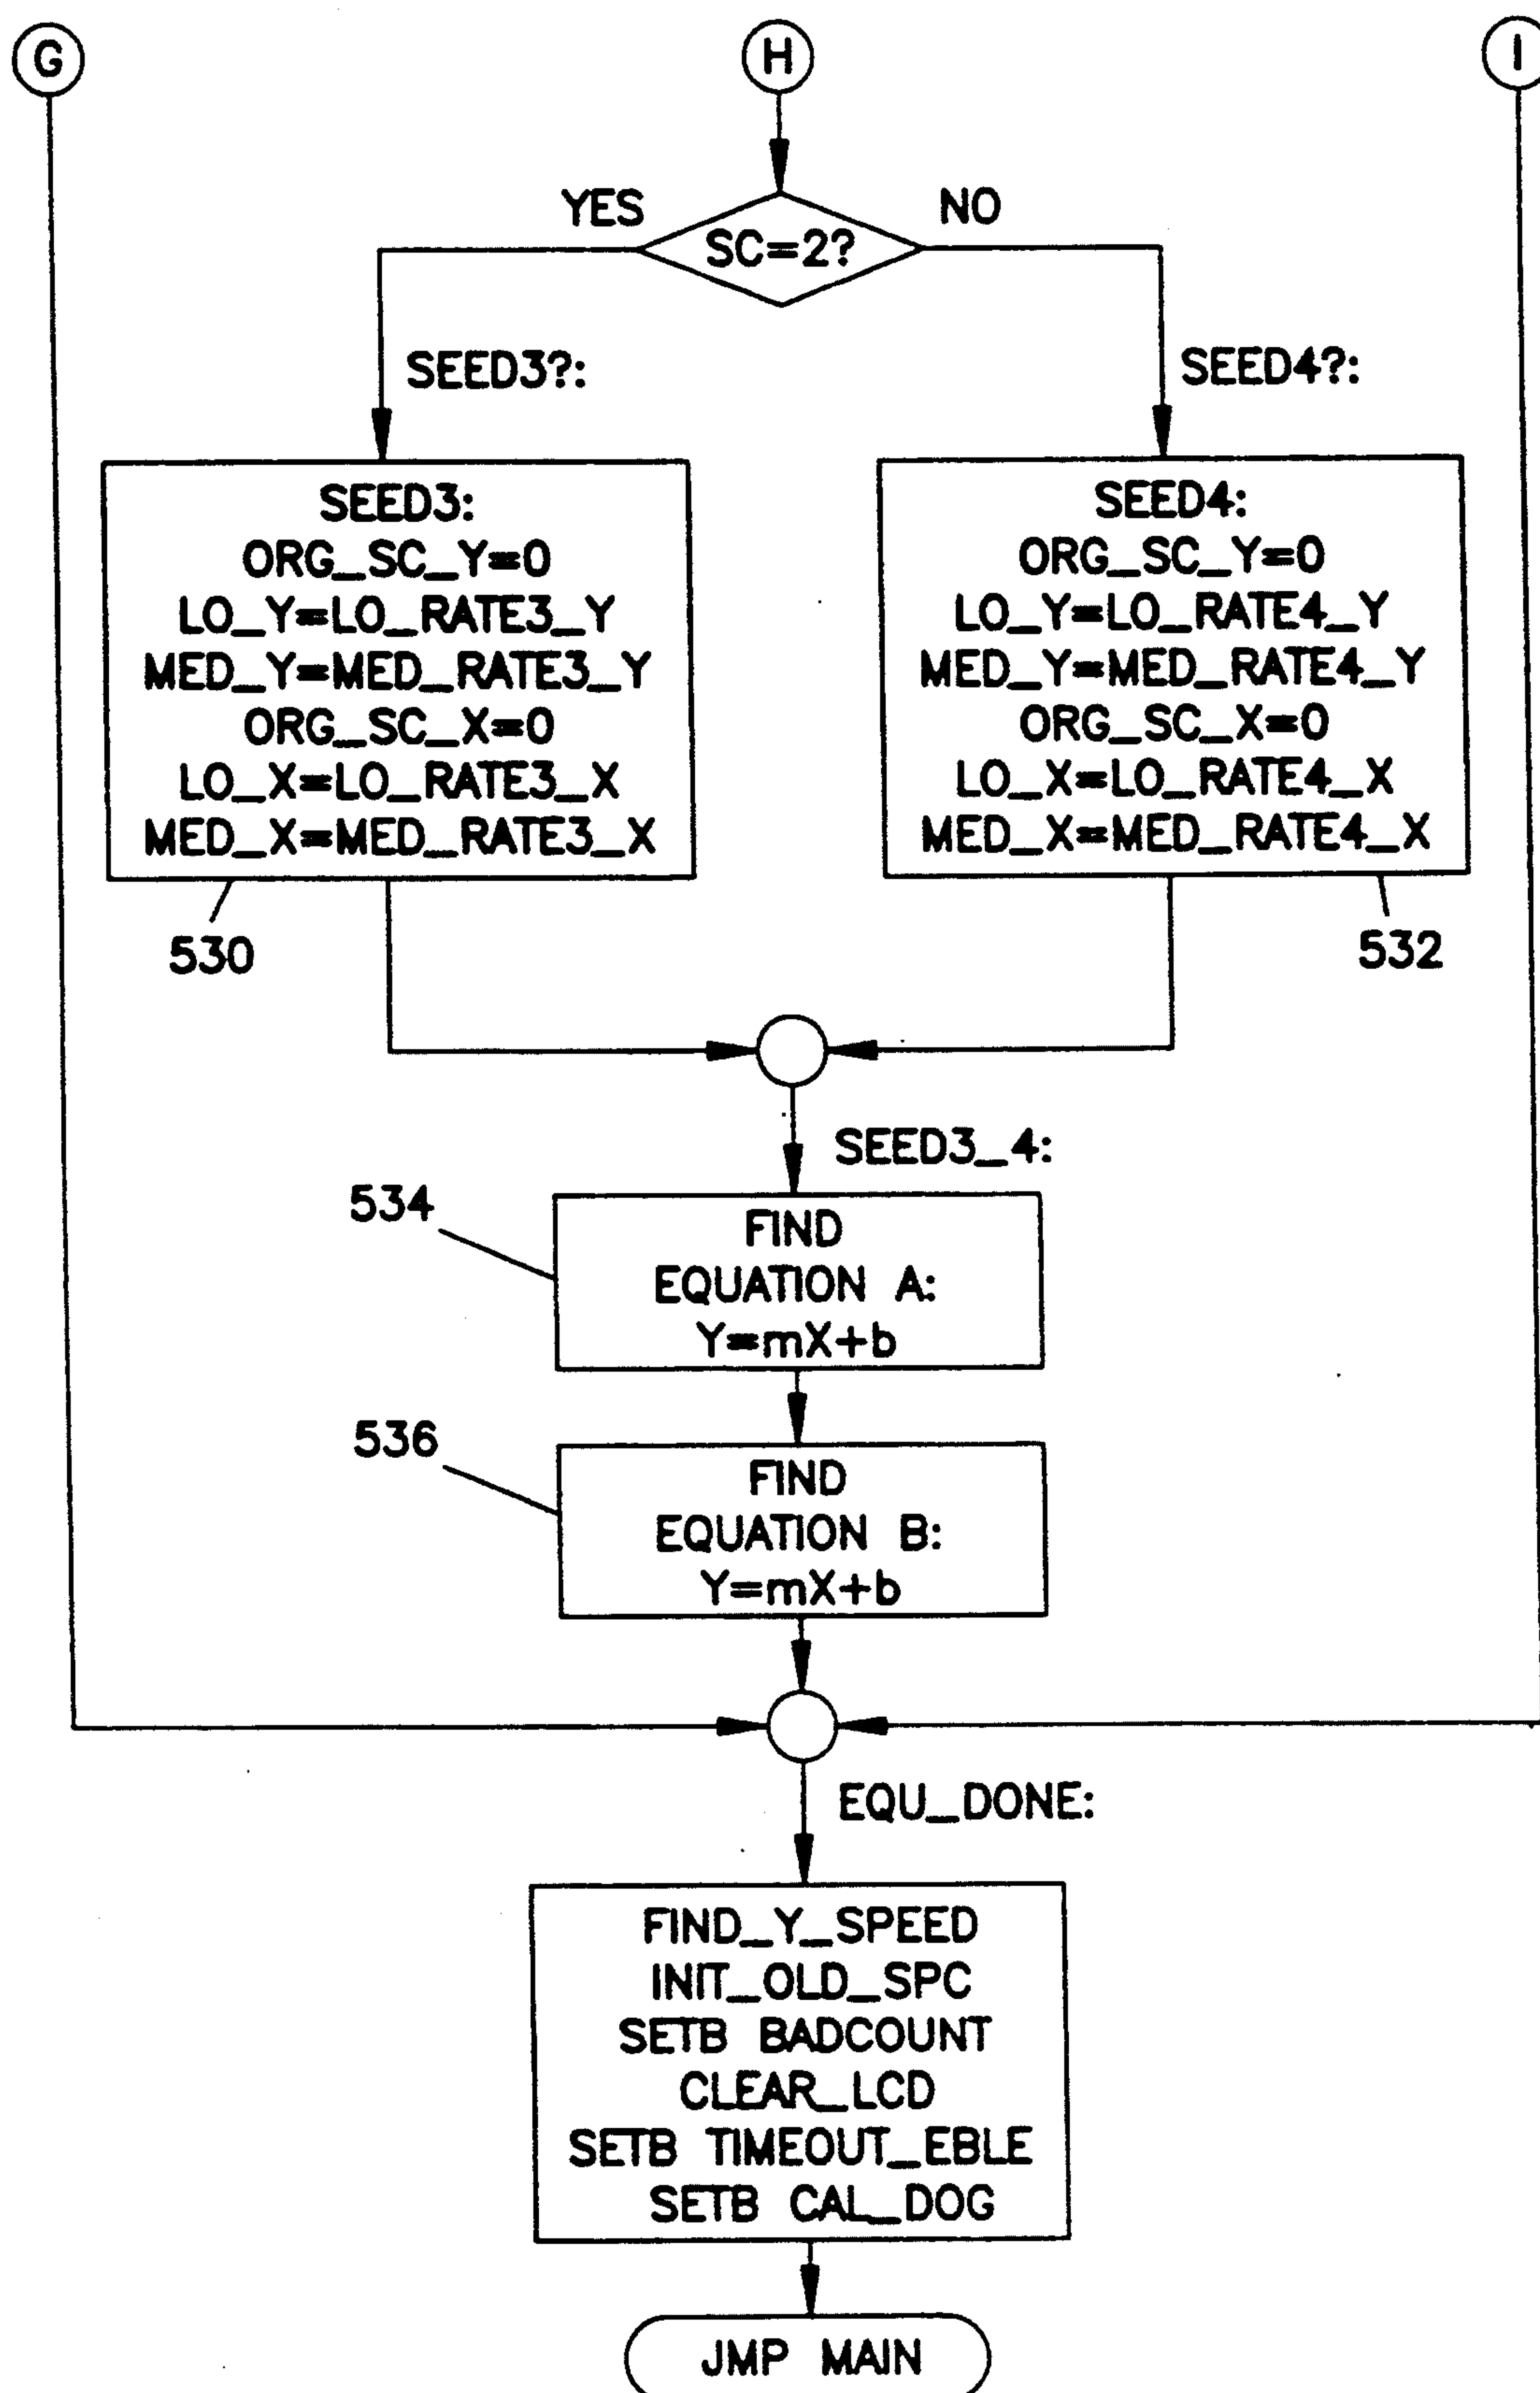 G
H
I
YES
NO
SC=2?
SEED3?:
SEED4?:
SEED3:
ORG_SC_Y=0
LO_Y=LO_RATE3_Y
MED_Y=MED_RATE3_Y
ORG_SC_X=0
LO_X=LO_RATE3_X
MED_X=MED_RATE3_X
SEED4:
ORG_SC_Y=0
LO_Y=LO_RATE4_Y
MED_Y=MED_RATE4_Y
ORG_SC_X=0
LO_X=LO_RATE4_X
MED_X=MED_RATE4_X
530
532
SEED3_4:
534
FIND
EQUATION A:
Y=mX+b
536
FIND
EQUATION B:
Y=mX+b
EQU_DONE:
FIND_Y_SPEED
INIT_OLD_SPC
SETB BADCOUNT
CLEAR_LCD
SETB TIMEOUT_EBLE
SETB CAL_DOG
JMP MAIN